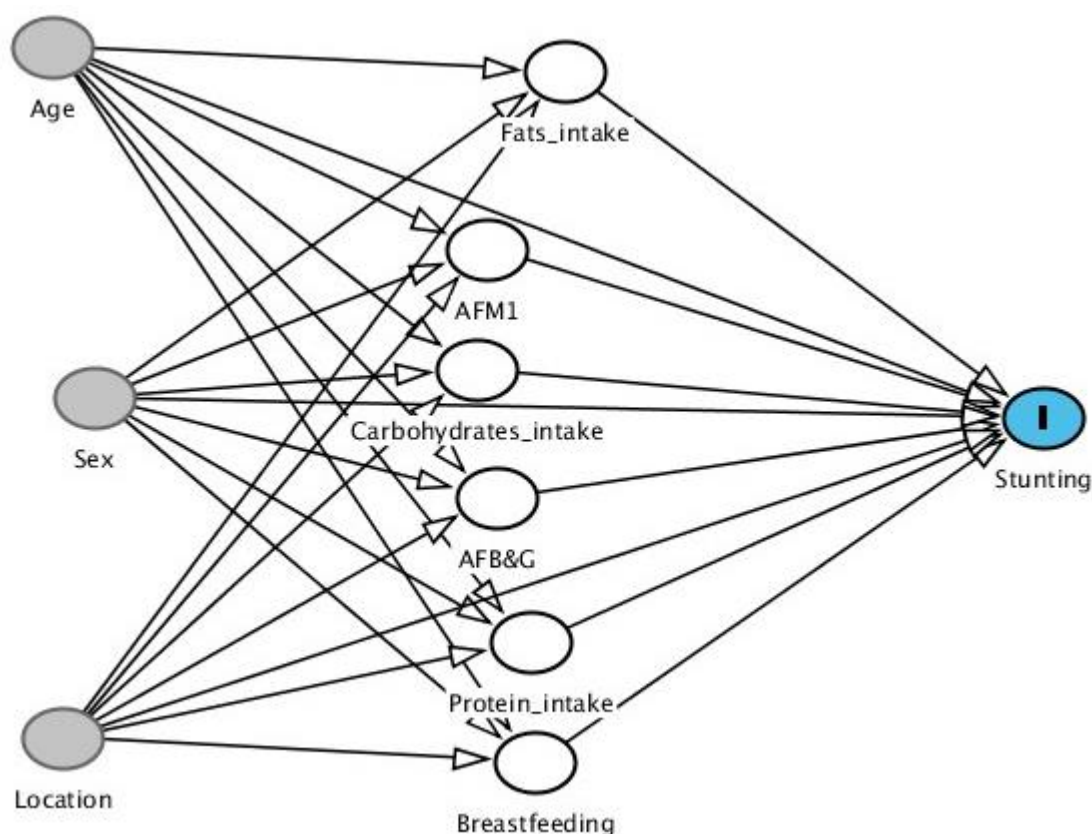 Age
Fats_intake
AFM1
Carbohydrates_intake
Sex
I
Stunting
AFB&G
Protein_intake
Location
Breastfeeding